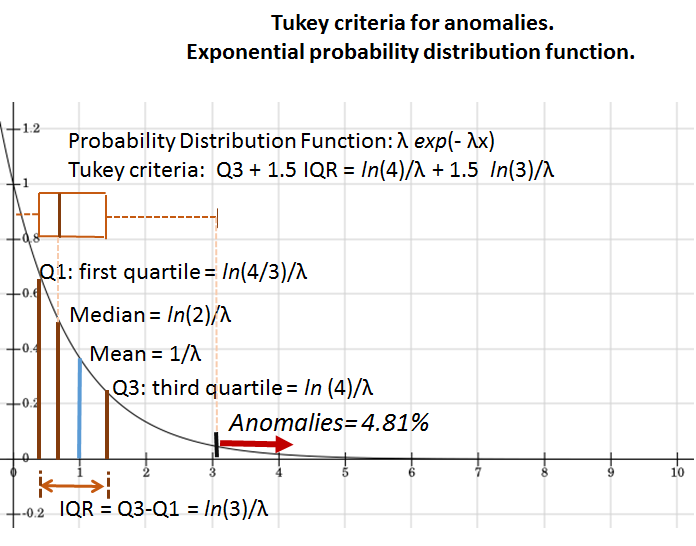 Tukey criteria for anomalies.
Exponential probability distribution function.
1.2
Probability Distribution Function: λ exp(- λx)
Tukey criteria: Q3 + 1.5 IQR = ln(4)/λ + 1.5 ln(3)/λ
1
0.8
Q1: first quartile = ln(4/3)/λ
0.6
Median = ln(2)/λ
0.4
Mean = 1/λ
Q3: third quartile = ln (4)/λ
0.2
Anomalies= 4.81%
0
0 1 2 3 4 5 6 7 8 9 10
-0.2
IQR = Q3-Q1 = ln(3)/λ